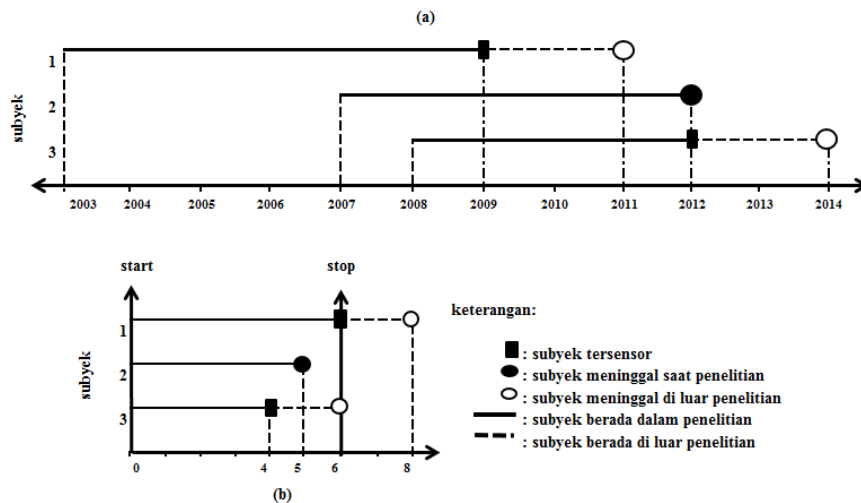 (a)
subyek
1
2
3
2003 2004 2005 2006 2007 2008 2009 2010 2011 2012 2013 2014
start stop
subyek
1
2
3
0 4 5 6 8
(b)
keterangan:
: subyek tersensor
: subyek meninggal saat penelitian
: subyek meninggal di luar penelitian
: subyek berada dalam penelitian
: subyek berada di luar penelitian